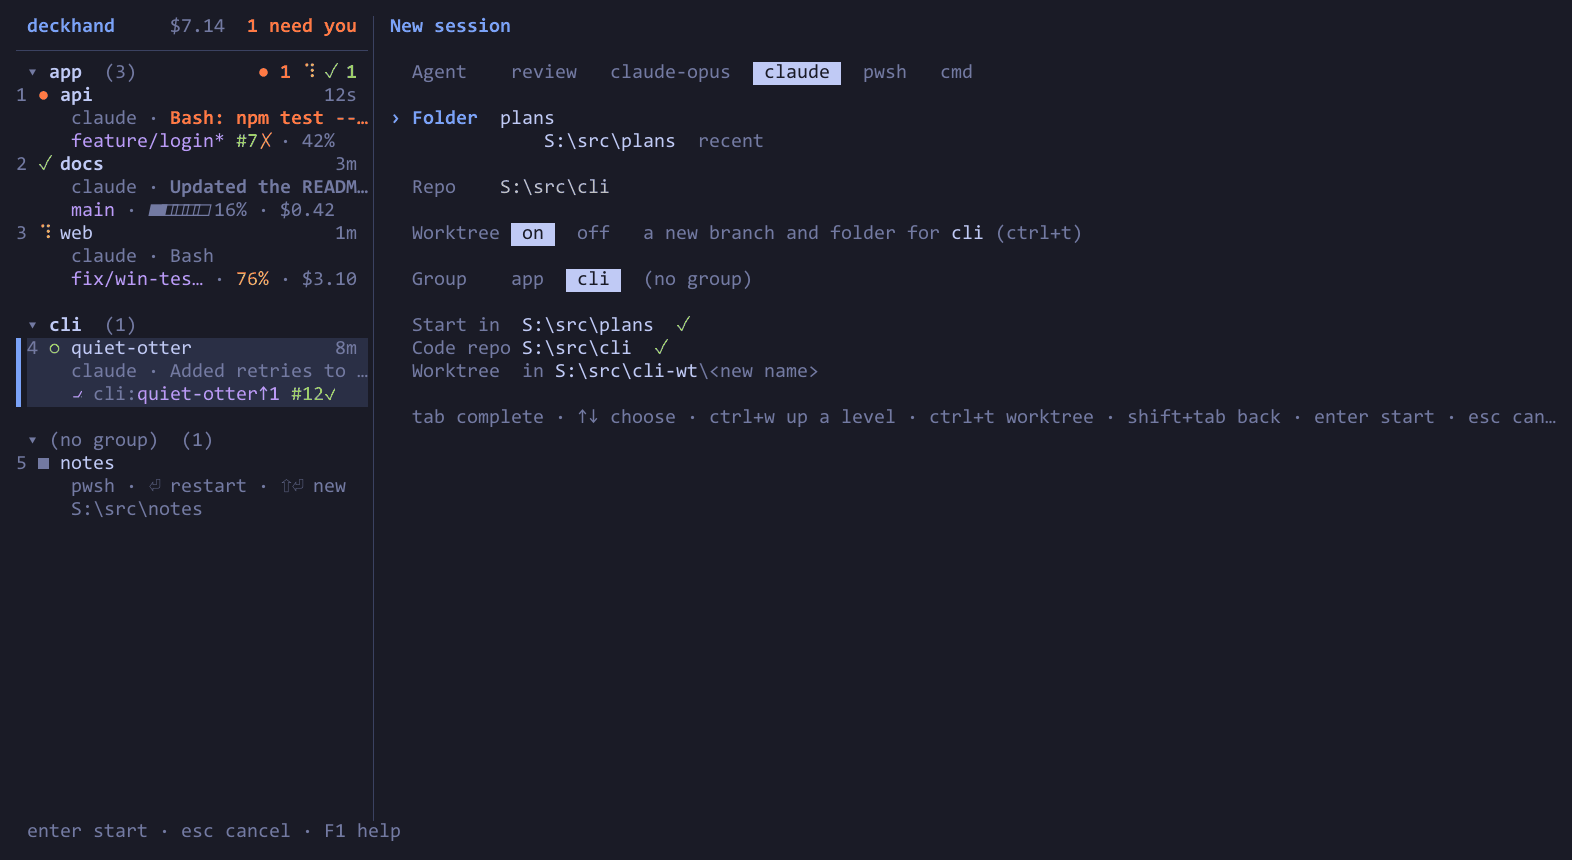 deckhand $7.14 1 need you
▾ app (3) ● 1 ⠹ ✓ 1
1 ● api 12s
claude · Bash: npm test --…
feature/login* #7✗ · 42%
2 ✓ docs 3m
claude · Updated the READM…
main · 16% · $0.42
3 ⠹ web 1m
claude · Bash
fix/win-tes… · 76% · $3.10
▾ cli (1)
4 ○ quiet-otter 8m
claude · Added retries to …
cli:quiet-otter↑1 #12✓
▾ (no group) (1)
5 ■ notes
pwsh · ⏎ restart · ⇧⏎ new
S:\src\notes
New session
Agent review claude-opus claude pwsh cmd
› Folder plans
S:\src\plans recent
Repo S:\src\cli
Worktree on off a new branch and folder for cli (ctrl+t)
Group app cli (no group)
Start in S:\src\plans ✓
Code repo S:\src\cli ✓
Worktree in S:\src\cli-wt\<new name>
tab complete · ↑↓ choose · ctrl+w up a level · ctrl+t worktree · shift+tab back · enter start · esc can…
enter start · esc cancel · F1 help